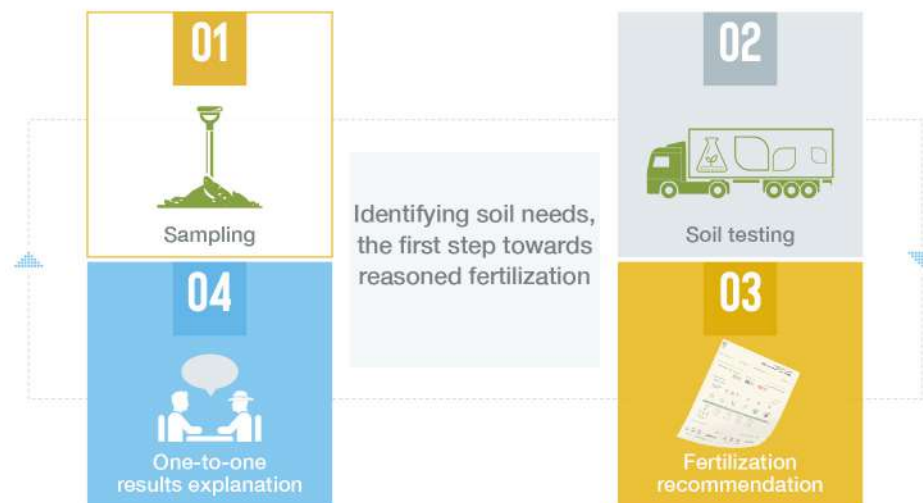 01
Sampling
02
Soil testing
Identifying soil needs,
the first step towards
reasoned fertilization
03
Fertilization
recommendation
04
One-to-one
results explanation